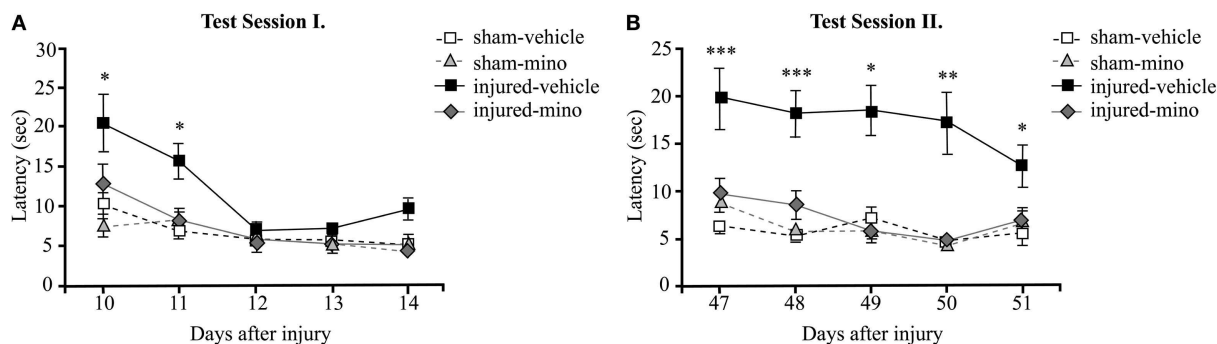 A
Test Session I.
30
25
20
15
10
5
0
Latency (sec)
*
*
10 11 12 13 14
Days after injury
sham-vehicle
sham-mino
injured-vehicle
injured-mino
B
Test Session II.
25
20
15
10
5
0
Latency (sec)
***
***
*
**
*
47 48 49 50 51
Days after injury
sham-vehicle
sham-mino
injured-vehicle
injured-mino